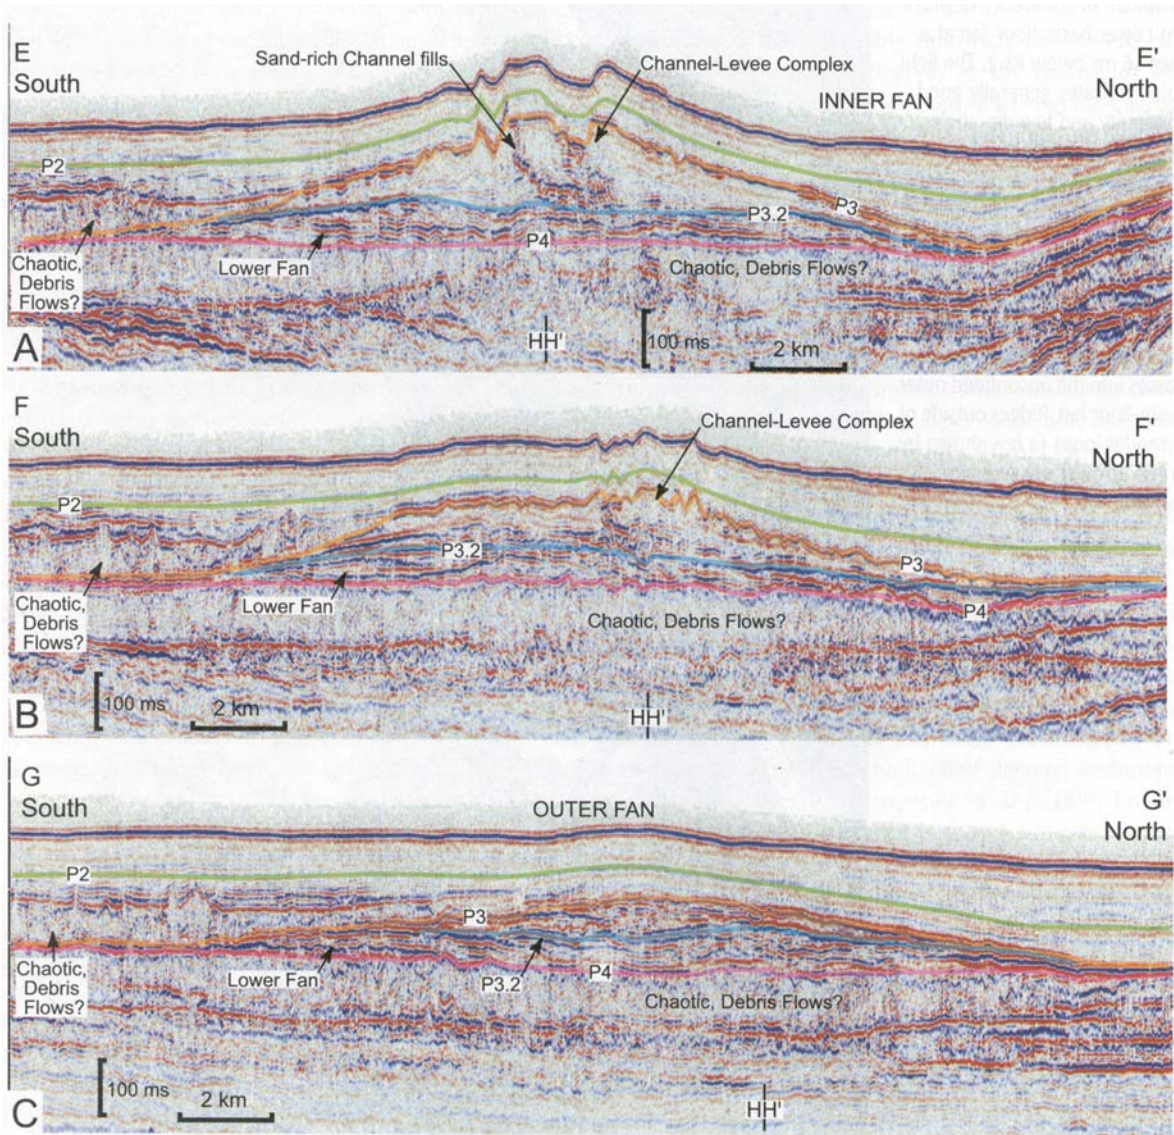 E
South
Sand-rich Channel fills
Channel-Levee Complex
INNER FAN
E'
North
P2
P3.2
P3
P4
Chaotic,
Debris
Flows?
Lower Fan
Chaotic, Debris Flows?
A
HH'
100 ms
2 km
F
South
Channel-Levee Complex
F'
North
P2
P3.2
P3
P4
Chaotic,
Debris
Flows?
Lower Fan
Chaotic, Debris Flows?
B
100 ms
2 km
HH'
G
South
OUTER FAN
G'
North
P2
P3
P3.2
P4
Chaotic,
Debris
Flows?
Lower Fan
Chaotic, Debris Flows?
C
100 ms
2 km
HH'